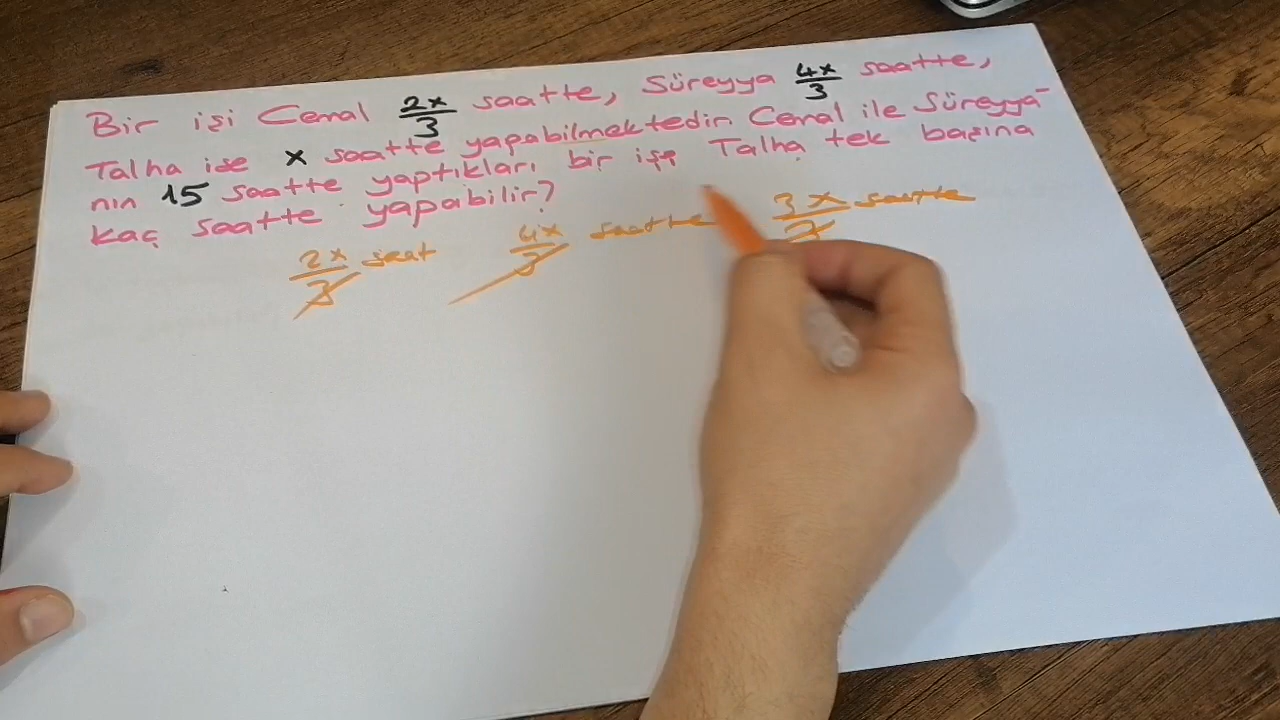 Bir işi Cemal 2x/3 saatte, Süreyya 4x/3 saatte,
Talha ise x saatte yapabilmektedir Cemal ile Süreyya-
nın 15 saatte yaptıkları bir işi Talha tek başına
kaç saatte yapabilir?
2x/3 saat 4x/3 saatte 3x/3 saatte